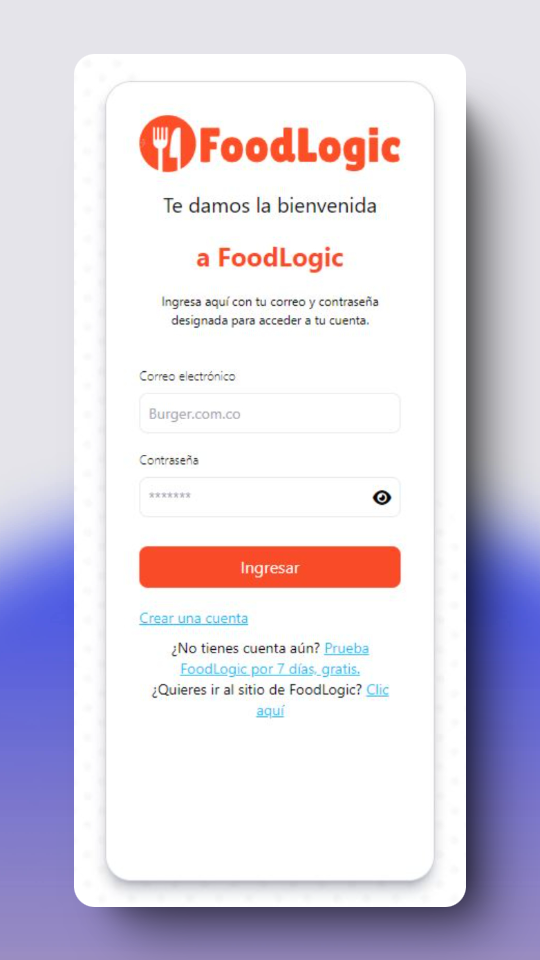 FoodLogic
Te damos la bienvenida
a FoodLogic
Ingresa aquí con tu correo y contraseña
designada para acceder a tu cuenta.
Correo electrónico
Burger.com.co
Contraseña
*******
Ingresar
Crear una cuenta
¿No tienes cuenta aún? Prueba
FoodLogic por 7 días, gratis.
¿Quieres ir al sitio de FoodLogic? Clic
aquí